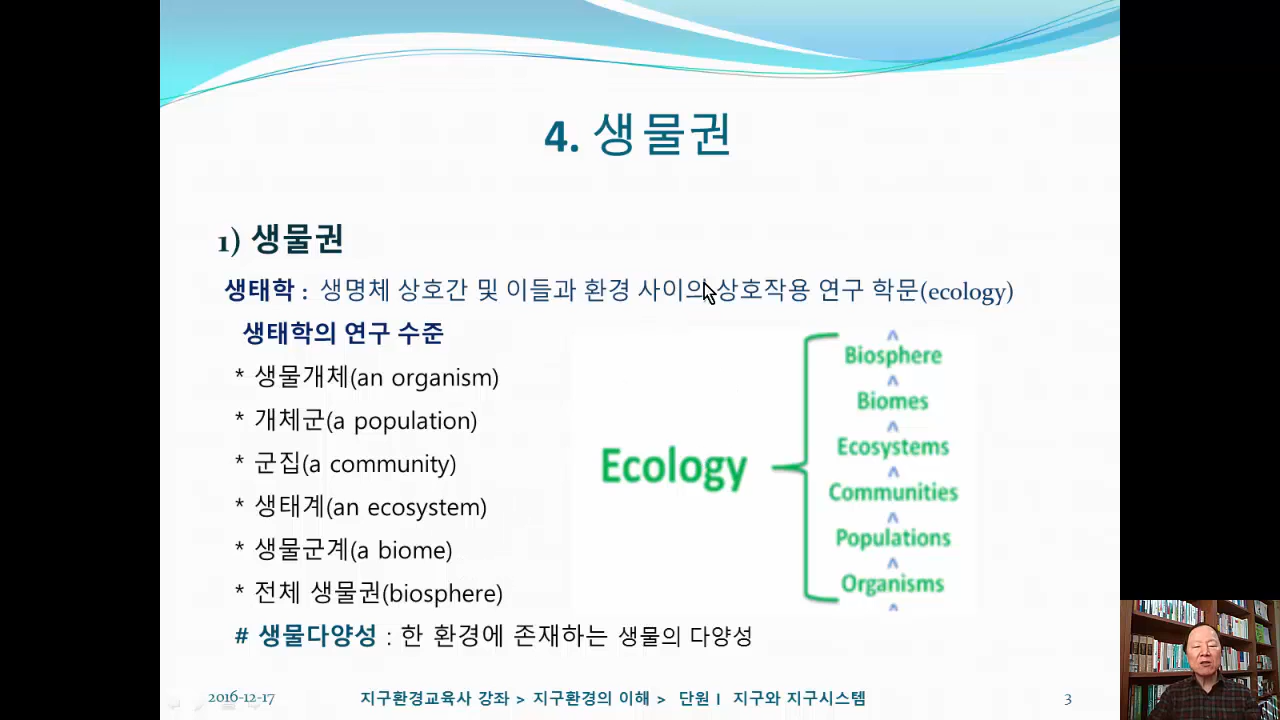 4. 생물권
1) 생물권
생태학 : 생명체 상호간 및 이들과 환경 사이의 상호작용 연구 학문(ecology)
생태학의 연구 수준
* 생물개체(an organism)
* 개체군(a population)
* 군집(a community)
* 생태계(an ecosystem)
* 생물군계(a biome)
* 전체 생물권(biosphere)
# 생물다양성 : 한 환경에 존재하는 생물의 다양성
Ecology
^
Biosphere
^
Biomes
^
Ecosystems
^
Communities
^
Populations
^
Organisms
^
2016-12-17
지구환경교육사 강좌 > 지구환경의 이해 > 단원 I 지구와 지구시스템
3